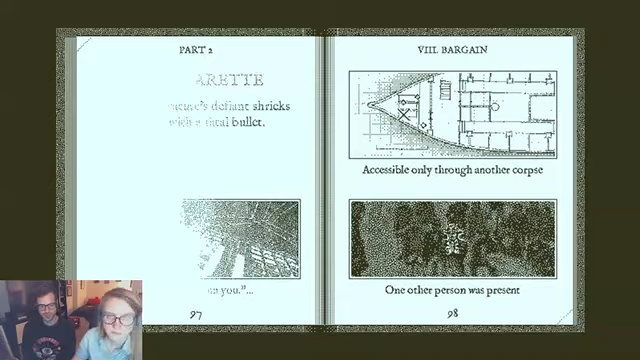 PART 2
ARETTE
defiant shrieks
with a fatal bullet.
on you."...
97
VIII. BARGAIN
Accessible only through another corpse
One other person was present
98